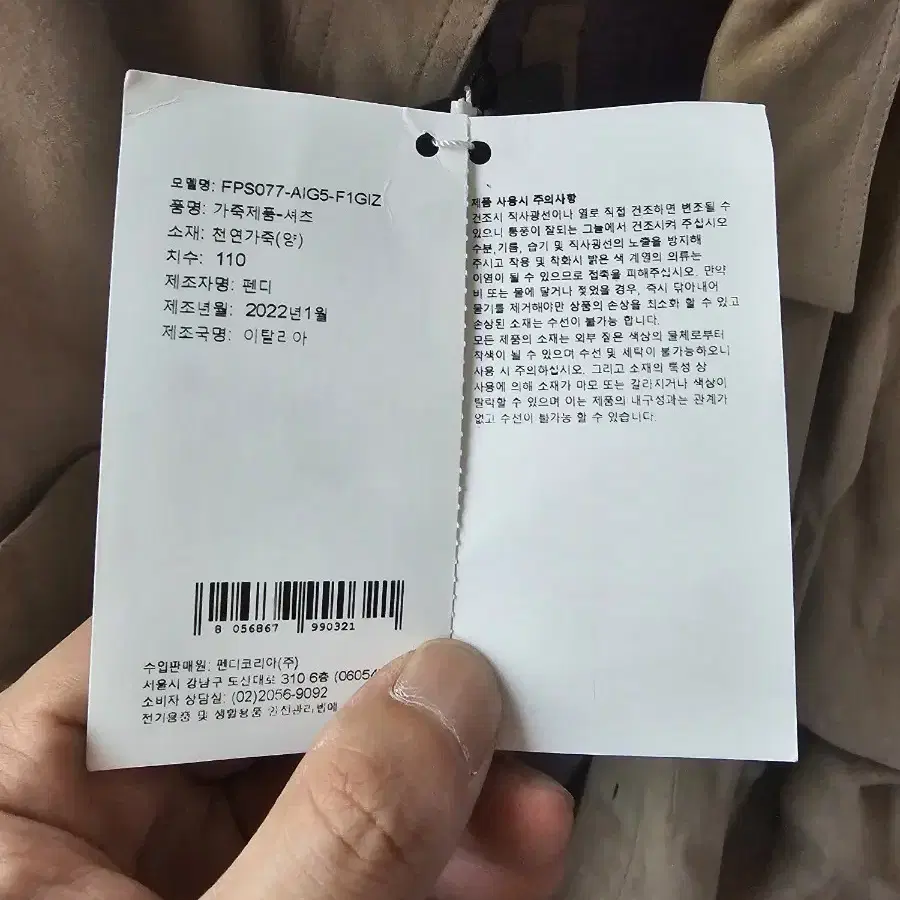 모델명: FPS077-AIG5-F1GIZ
품명: 가죽제품-셔츠
소재: 천연가죽(양)
치수: 110
제조자명: 펜디
제조년월: 2022년1월
제조국명: 이탈리아
8 056867 990321
수입판매원: 펜디코리아(주)
서울시 강남구 도산대로 310 6층 (06054
소비자 상담실: (02)2056-9092
전기용품 및 생활용품 안전관리법에
제품 사용시 주의사항
건조시 직사광선이나 열로 직접 건조하면 변조될 수
있으니 통풍이 잘되는 그늘에서 건조시켜 주십시오
수분,기름, 습기 및 직사광선의 노출을 방지해
주시고 착용 및 착화시 밝은 색 계열의 의류는
이염이 될 수 있으므로 접촉을 피해주십시오. 만약
비 또는 물에 닿거나 젖었을 경우, 즉시 닦아내어
물기를 제거해야만 상품의 손상을 최소화 할 수 있고
손상된 소재는 수선이 불가능 합니다.
모든 제품의 소재는 외부 짙은 색상의 물체로부터
착색이 될 수 있으며 수선 및 세탁이 불가능하오니
사용 시 주의하십시오. 그리고 소재의 특성 상
사용에 의해 소재가 마모 또는 갈라지거나 색상이
탈락할 수 있으며 이는 제품의 내구성과는 관계가
없고 수선이 불가능 할 수 있습니다.